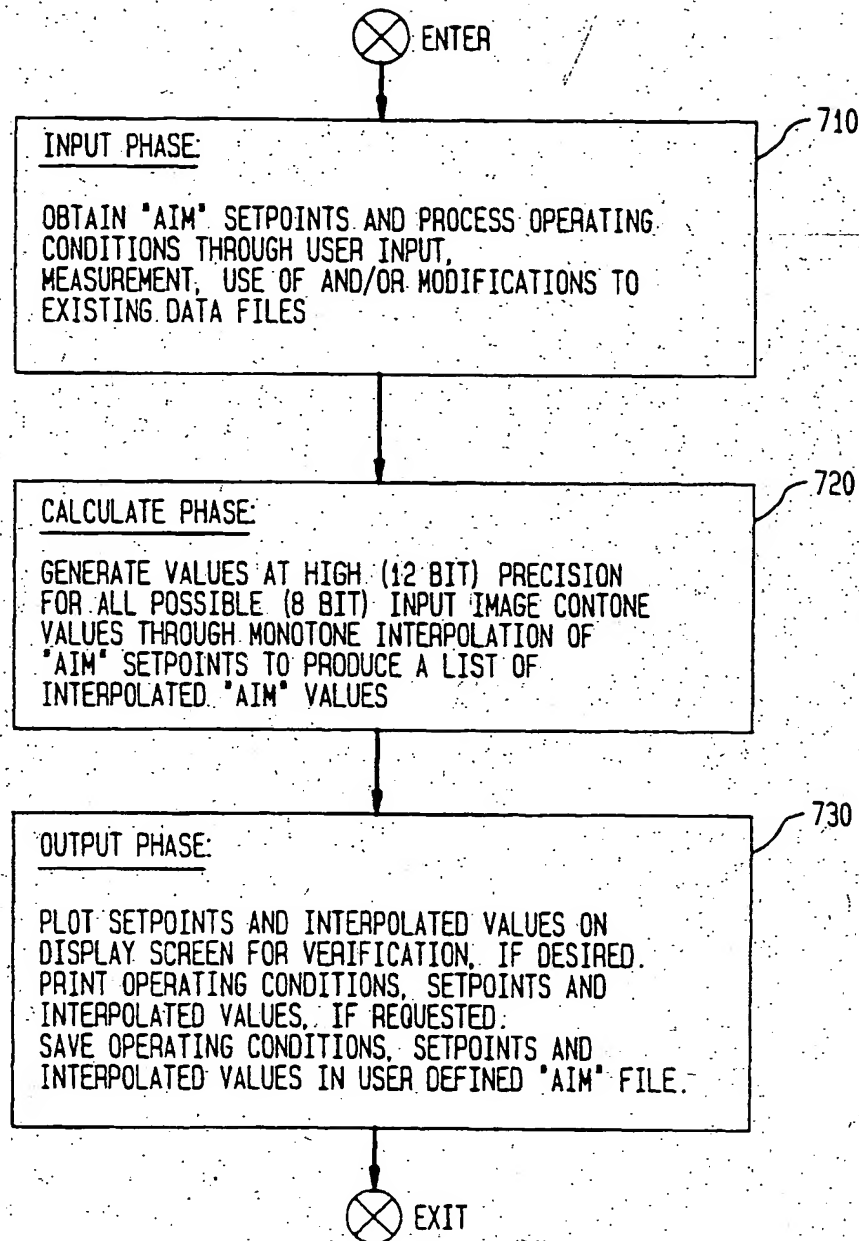 ENTER
710
INPUT PHASE:
OBTAIN "AIM" SETPOINTS AND PROCESS OPERATING
CONDITIONS THROUGH USER INPUT,
MEASUREMENT, USE OF AND/OR MODIFICATIONS TO
EXISTING DATA FILES
720
CALCULATE PHASE:
GENERATE VALUES AT HIGH (12 BIT) PRECISION
FOR ALL POSSIBLE (8 BIT) INPUT IMAGE CONTONE
VALUES THROUGH MONOTONE INTERPOLATION OF
"AIM" SETPOINTS TO PRODUCE A LIST OF
INTERPOLATED "AIM" VALUES
730
OUTPUT PHASE:
PLOT SETPOINTS AND INTERPOLATED VALUES ON
DISPLAY SCREEN FOR VERIFICATION, IF DESIRED.
PRINT OPERATING CONDITIONS, SETPOINTS AND
INTERPOLATED VALUES, IF REQUESTED.
SAVE OPERATING CONDITIONS, SETPOINTS AND
INTERPOLATED VALUES IN USER DEFINED "AIM" FILE.
EXIT